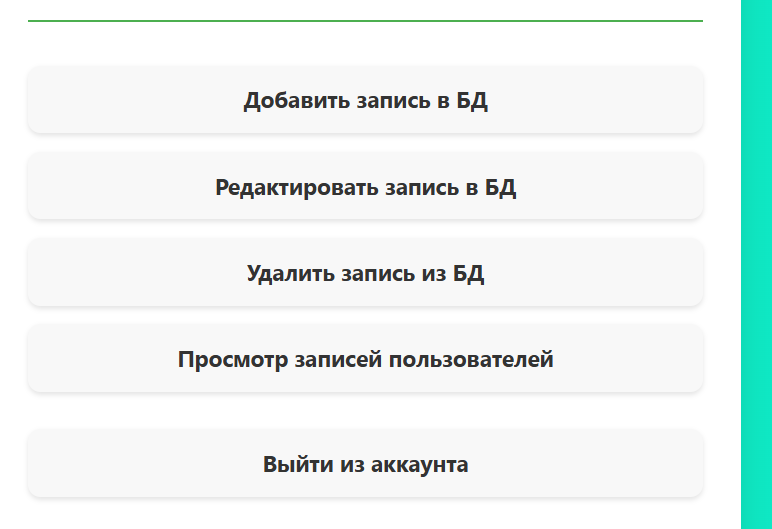 Добавить запись в БД
Редактировать запись в БД
Удалить запись из БД
Просмотр записей пользователей
Выйти из аккаунта